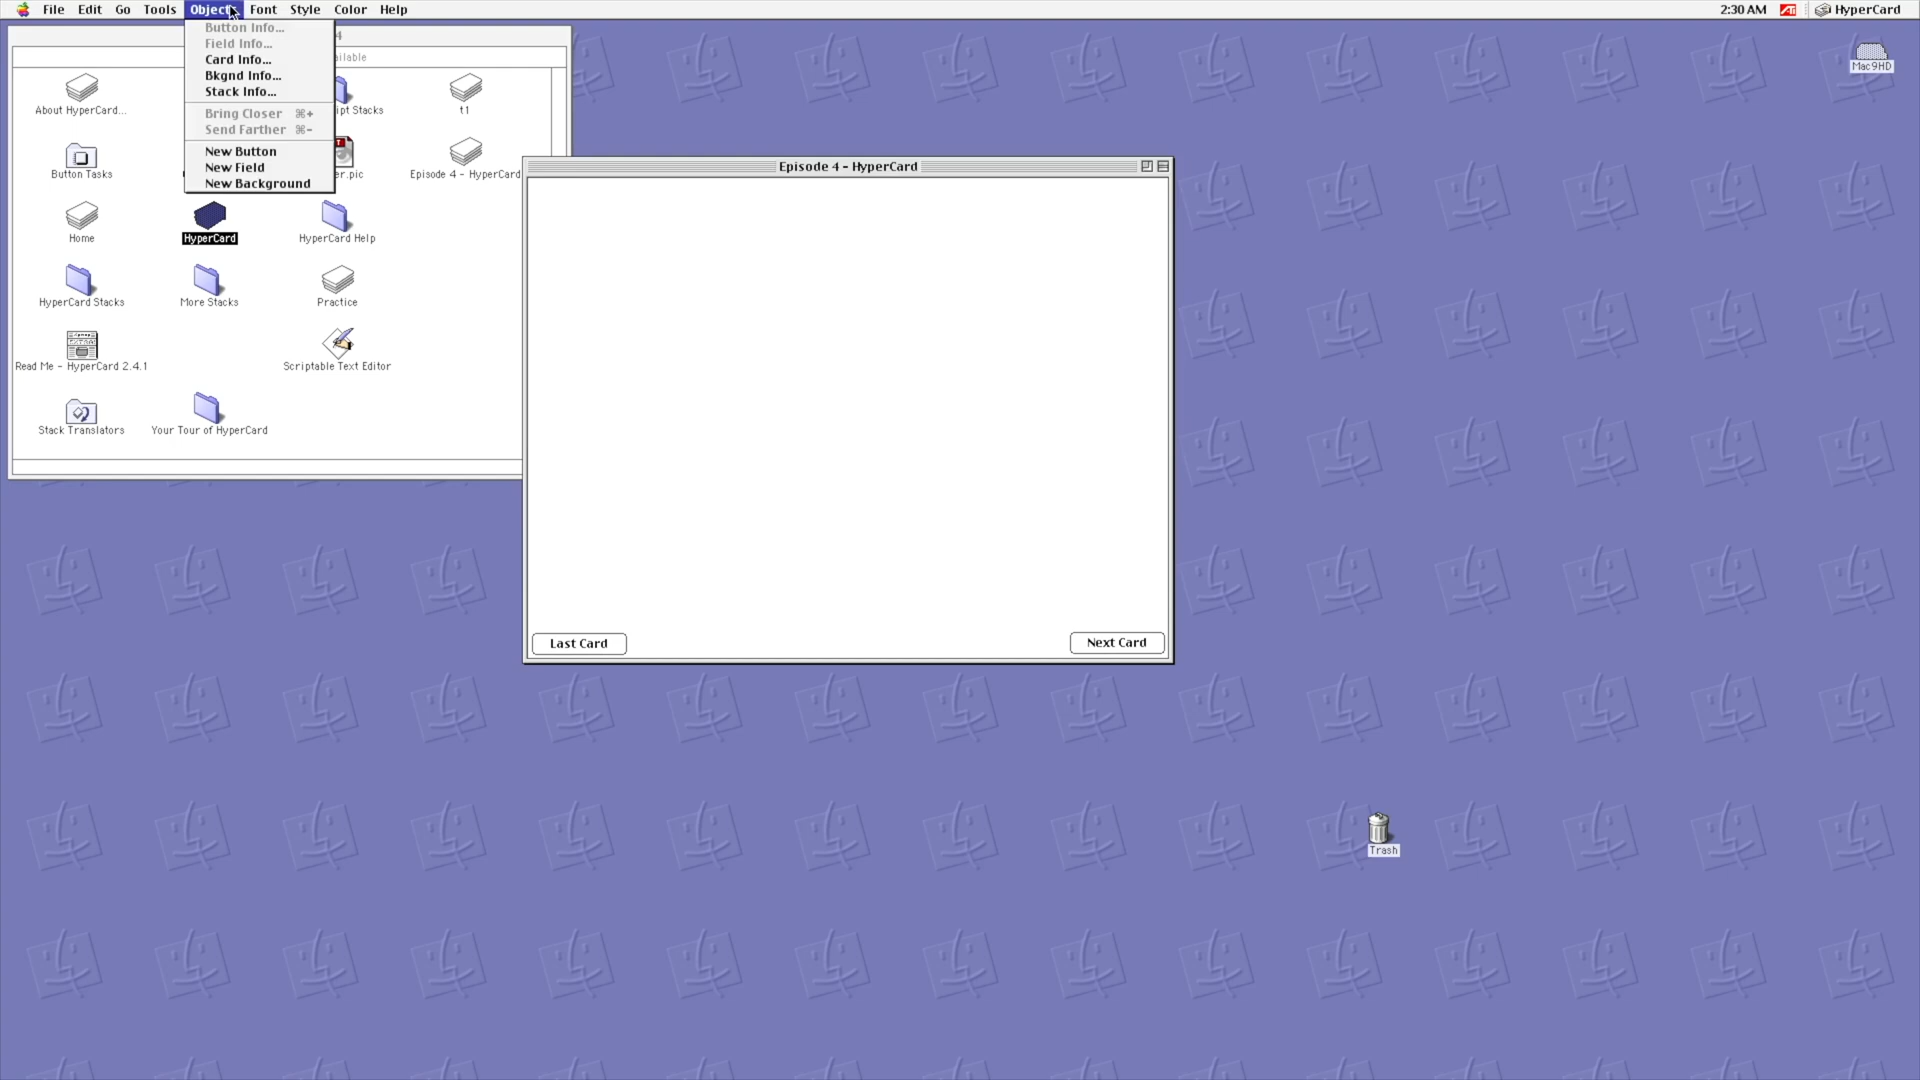 File Edit Go Tools Objects Font Style Color Help
2:30 AM HyperCard
Button Info...
Field Info...
Card Info...
Bkgnd Info...
Stack Info...
Bring Closer ⌘+
Send Farther ⌘-
New Button
New Field
New Background
4
ilable
About HyperCard...
ipt Stacks
t1
Button Tasks
er.pic
Episode 4 - HyperCard
Home
HyperCard
HyperCard Help
HyperCard Stacks
More Stacks
Practice
Read Me - HyperCard 2.4.1
Scriptable Text Editor
Stack Translators
Your Tour of HyperCard
Episode 4 - HyperCard
Last Card
Next Card
Mac9HD
Trash